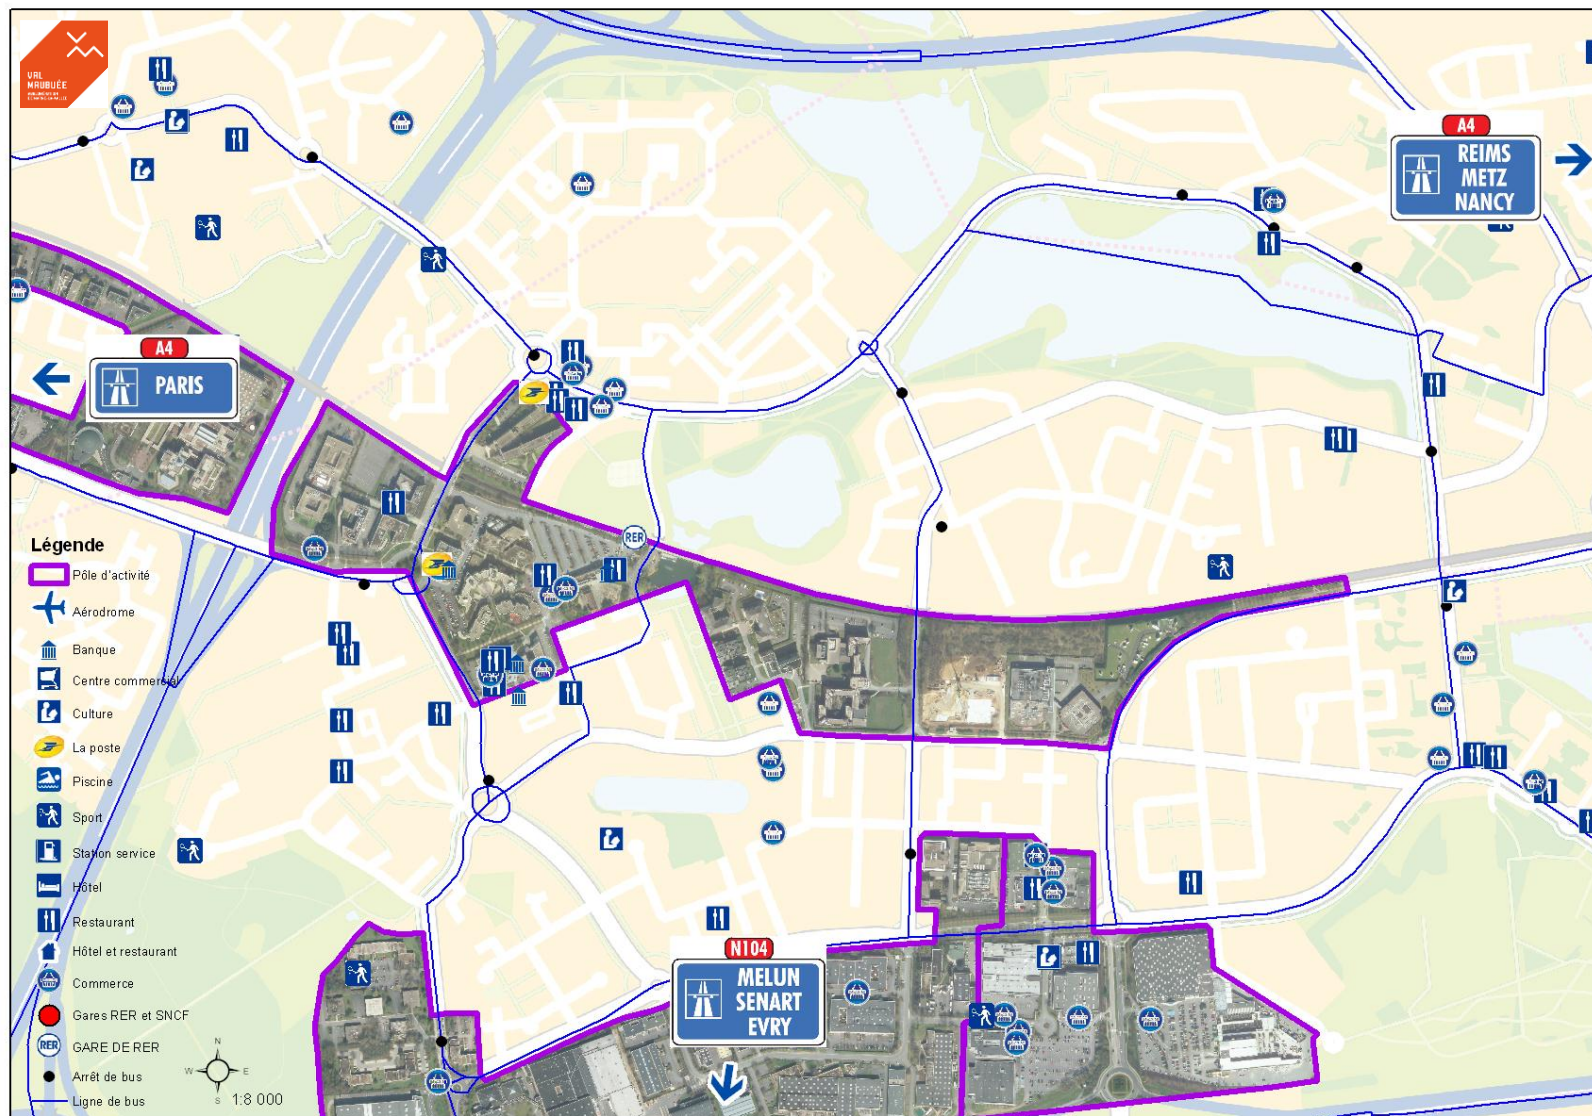 VAL
MAUBUÉE
A4
REIMS
METZ
NANCY
A4
PARIS
RER
Légende
Pôle d'activité
Aérodrome
Banque
Centre commercial
Culture
La poste
Piscine
Sport
Station service
Hôtel
Restaurant
Hôtel et restaurant
Commerce
Gares RER et SNCF
RER
GARE DE RER
Arrêt de bus
Ligne de bus
N
W
E
S
1:8 000
N104
MELUN
SENART
EVRY